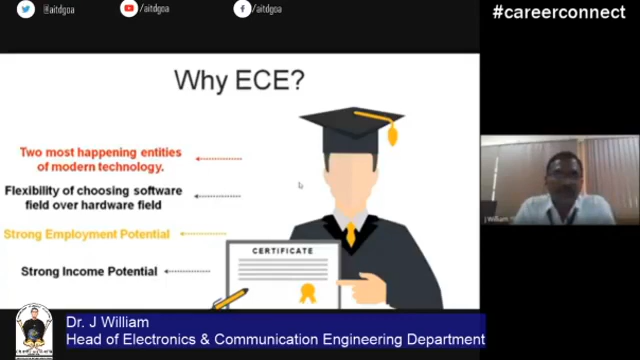 @aitdgoa
/aitdgoa
/aitdgoa
#careerconnect
Why ECE?
Two most happening entities
of modern technology.
Flexibility of choosing software
field over hardware field
Strong Employment Potential
Strong Income Potential
CERTIFICATE
J William
Dr. J William
Head of Electronics & Communication Engineering Department